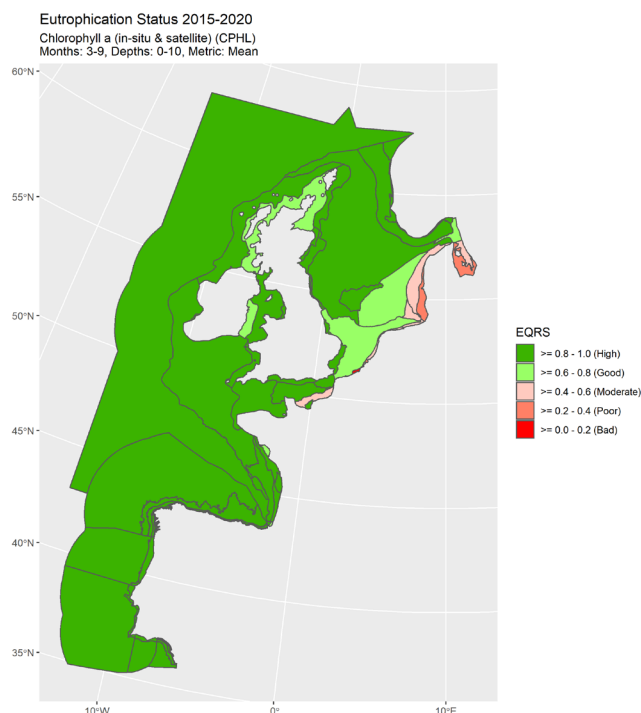 Eutrophication Status 2015-2020
Chlorophyll a (in-situ & satellite) (CPHL)
Months: 3-9, Depths: 0-10, Metric: Mean
60°N
55°N
50°N
45°N
40°N
35°N
10°W
0°
10°E
EQRS
>= 0.8 - 1.0 (High)
>= 0.6 - 0.8 (Good)
>= 0.4 - 0.6 (Moderate)
>= 0.2 - 0.4 (Poor)
>= 0.0 - 0.2 (Bad)